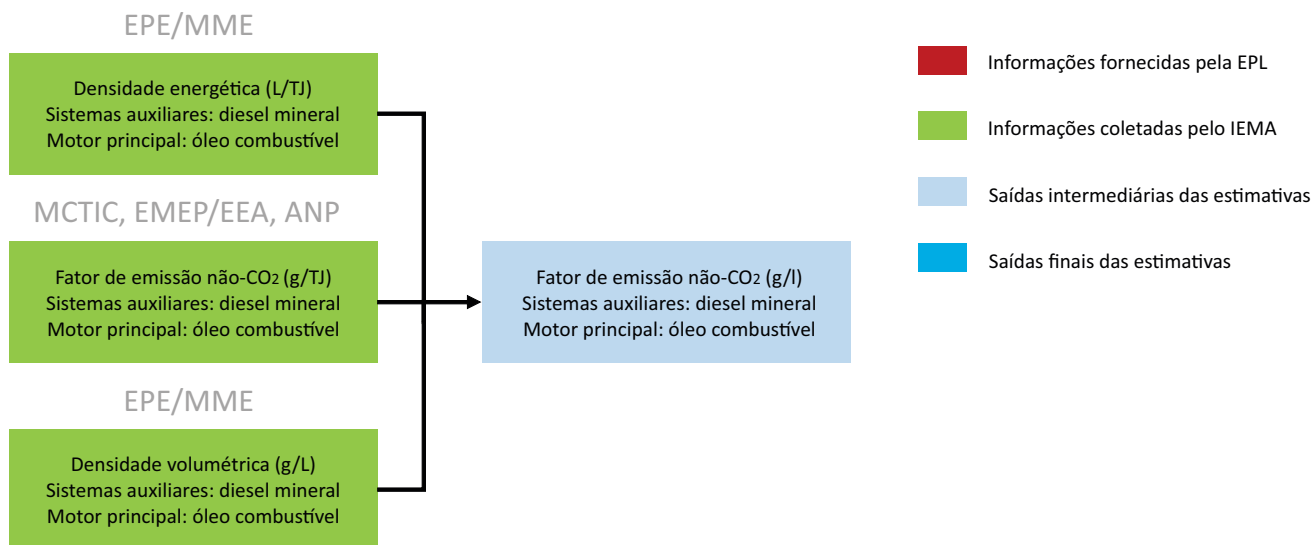 EPE/MME
Densidade energética (L/TJ)
Sistemas auxiliares: diesel mineral
Motor principal: óleo combustível
MCTIC, EMEP/EEA, ANP
Fator de emissão não-CO2 (g/TJ)
Sistemas auxiliares: diesel mineral
Motor principal: óleo combustível
EPE/MME
Densidade volumétrica (g/L)
Sistemas auxiliares: diesel mineral
Motor principal: óleo combustível
Fator de emissão não-CO2 (g/l)
Sistemas auxiliares: diesel mineral
Motor principal: óleo combustível
Informações fornecidas pela EPL
Informações coletadas pelo IEMA
Saídas intermediárias das estimativas
Saídas finais das estimativas